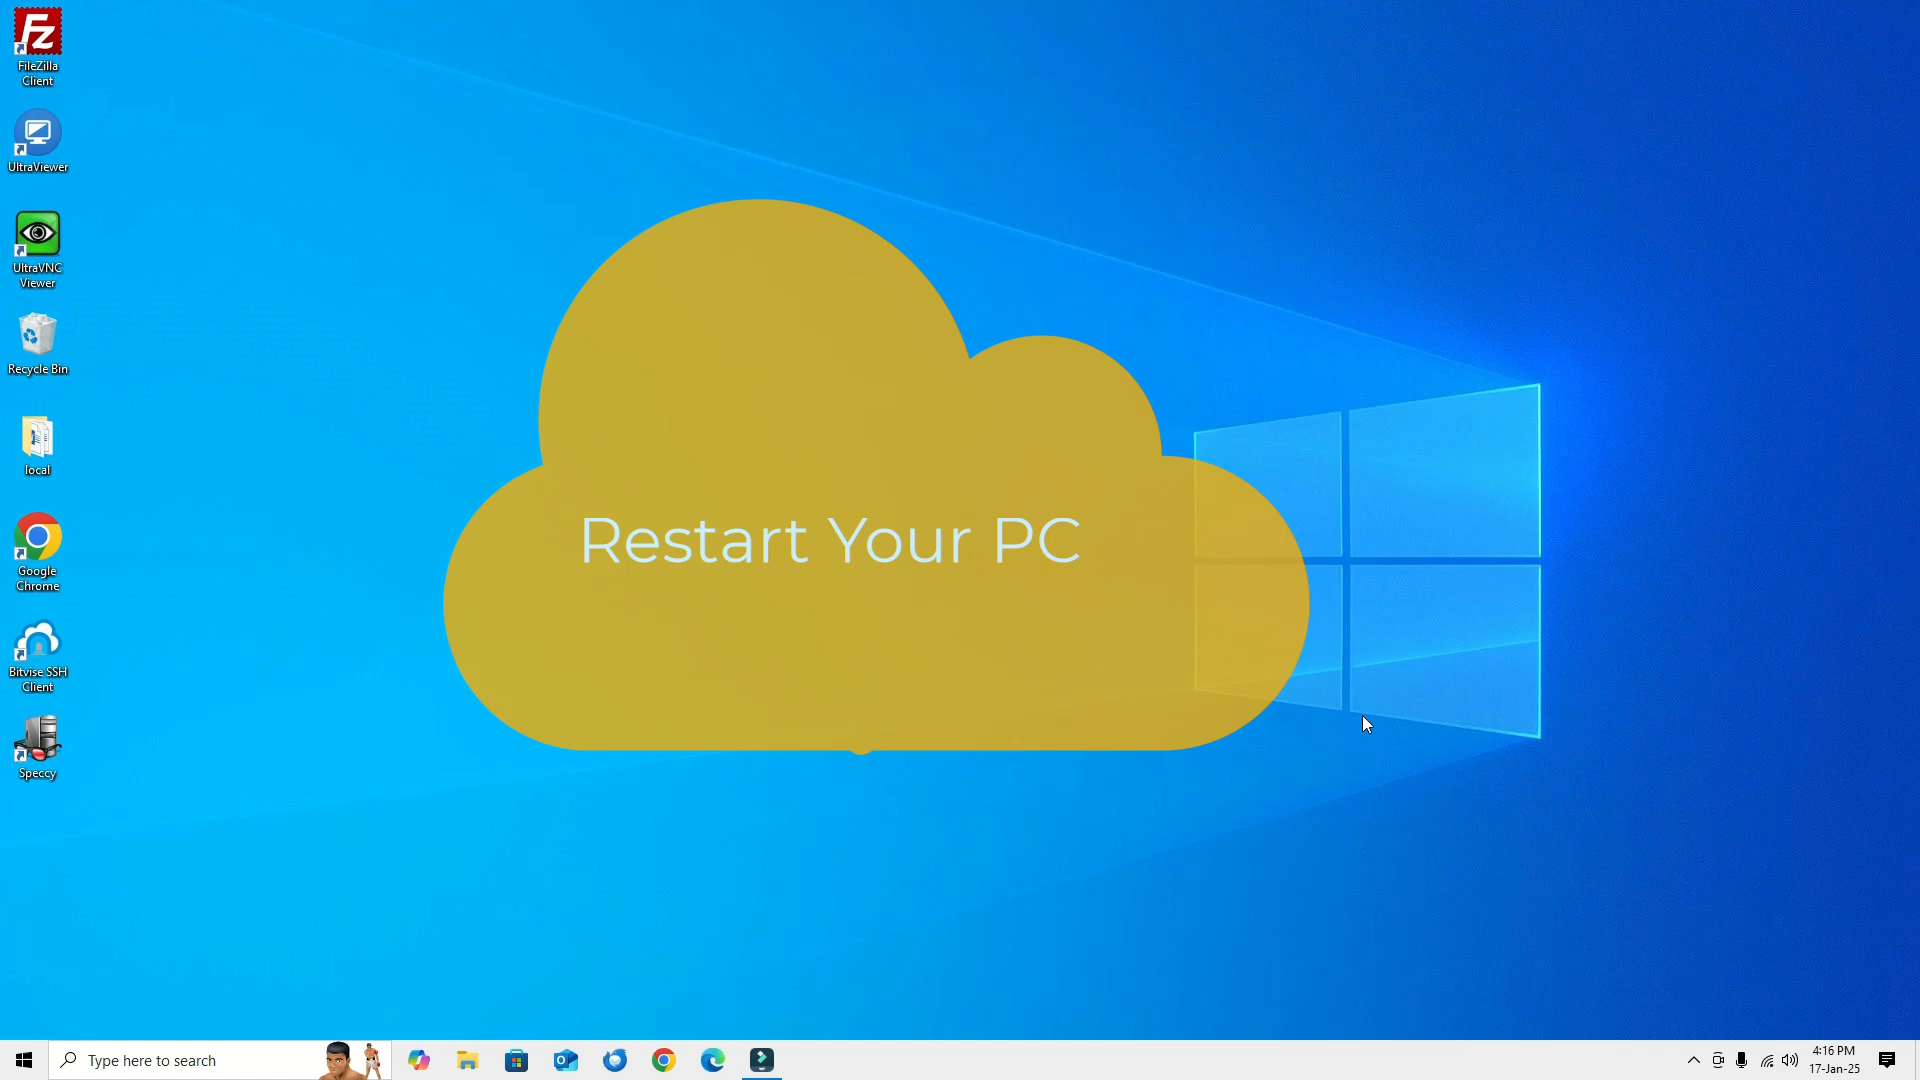 FileZilla
Client
UltraViewer
UltraVNC
Viewer
Recycle Bin
local
Google
Chrome
Bitvise SSH
Client
Speccy
Restart Your PC
Type here to search
4:16 PM
17-Jan-25